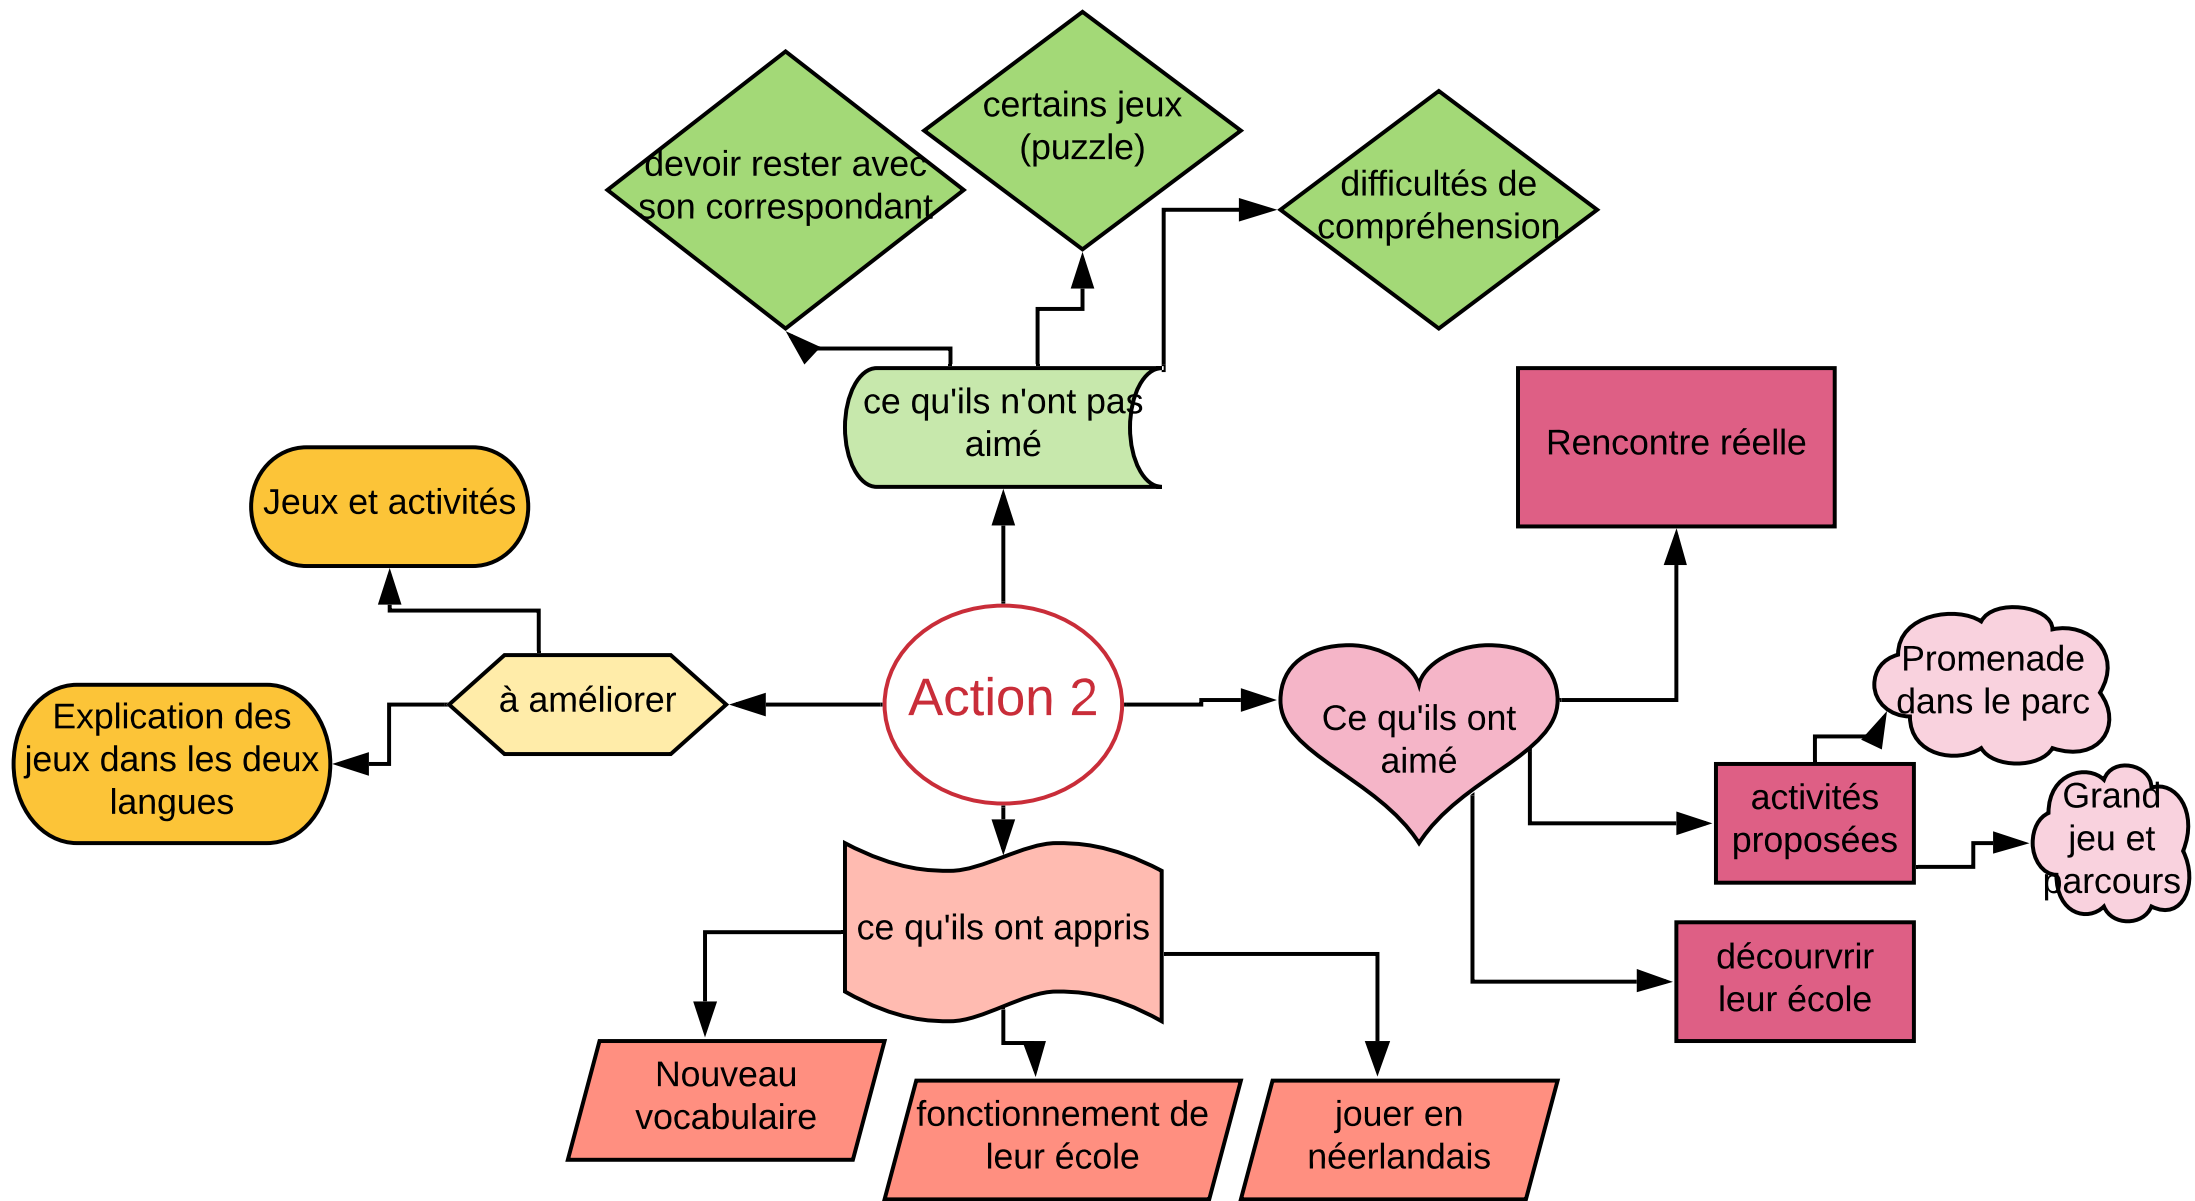 certains jeux
(puzzle)
devoir rester avec
son correspondant
difficultés de
compréhension
ce qu'ils n'ont pas
aimé
Rencontre réelle
Jeux et activités
Promenade
dans le parc
Action 2
à améliorer
Ce qu'ils ont
aimé
Explication des
jeux dans les deux
langues
activités
proposées
Grand
jeu et
parcours
ce qu'ils ont appris
décourvrir
leur école
Nouveau
vocabulaire
fonctionnement de
leur école
jouer en
néerlandais